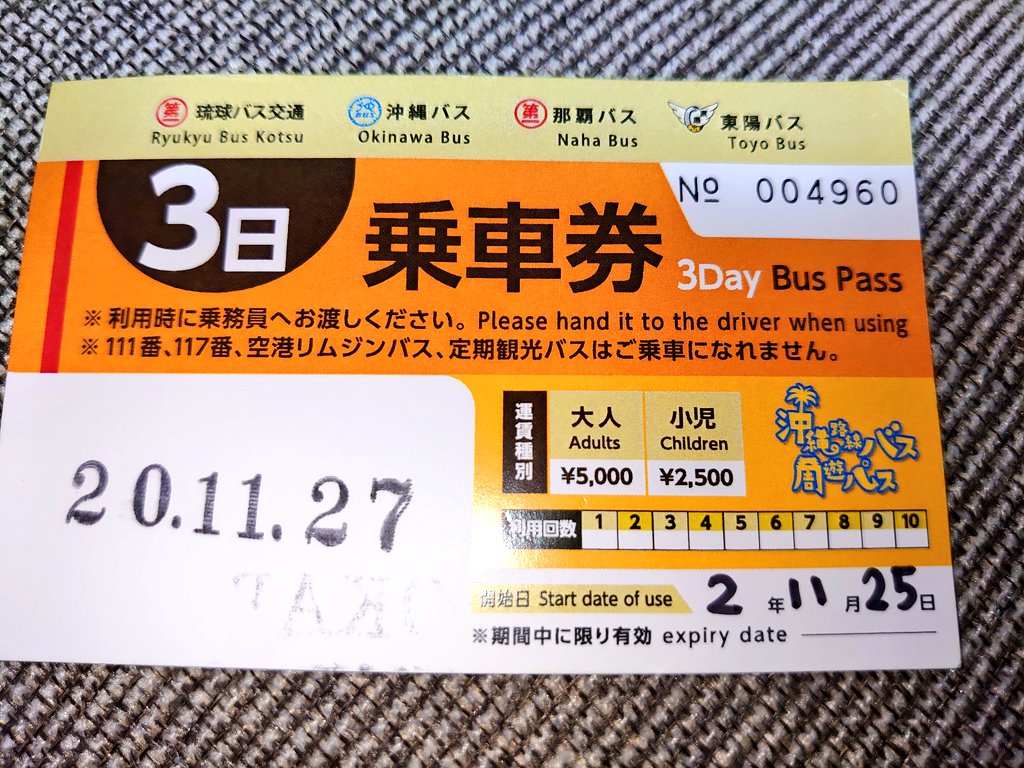 琉球バス交通 沖縄バス 那覇バス 東陽バス
Ryukyu Bus Kotsu Okinawa Bus Naha Bus Toyo Bus
No 004960
3日 乗車券 3Day Bus Pass
※利用時に乗務員へお渡しください。Please hand it to the driver when using
※111番、117番、空港リムジンバス、定期観光バスはご乗車になれません。
運賃種別
大人 小児
Adults Children
¥5,000 ¥2,500
沖縄路線バス
周遊パス
20.11.27
利用回数 1 2 3 4 5 6 7 8 9 10
開始日 Start date of use 2年11月25日
※期間中に限り有効 expiry date